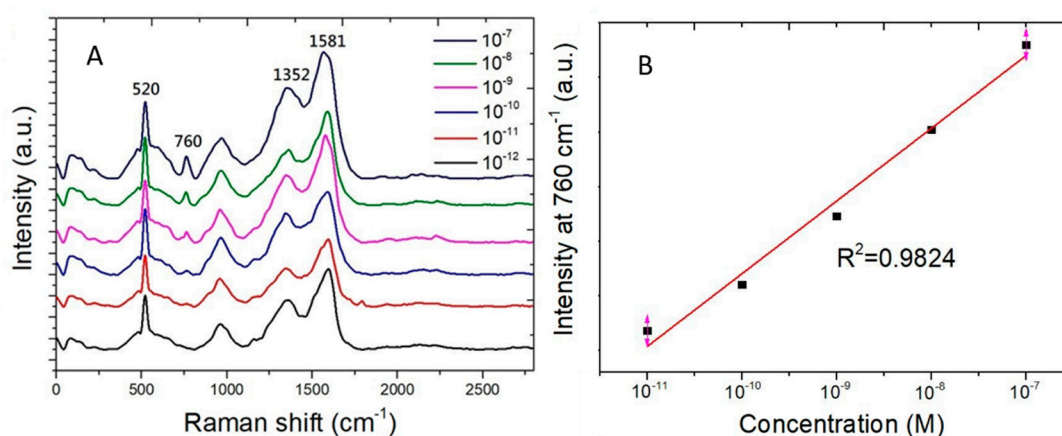 A
520
760
1352
1581
10⁻⁷
10⁻⁸
10⁻⁹
10⁻¹⁰
10⁻¹¹
10⁻¹²
Intensity (a.u.)
0 500 1000 1500 2000 2500
Raman shift (cm⁻¹)
B
Intensity at 760 cm⁻¹ (a.u.)
R²=0.9824
10⁻¹¹ 10⁻¹⁰ 10⁻⁹ 10⁻⁸ 10⁻⁷
Concentration (M)